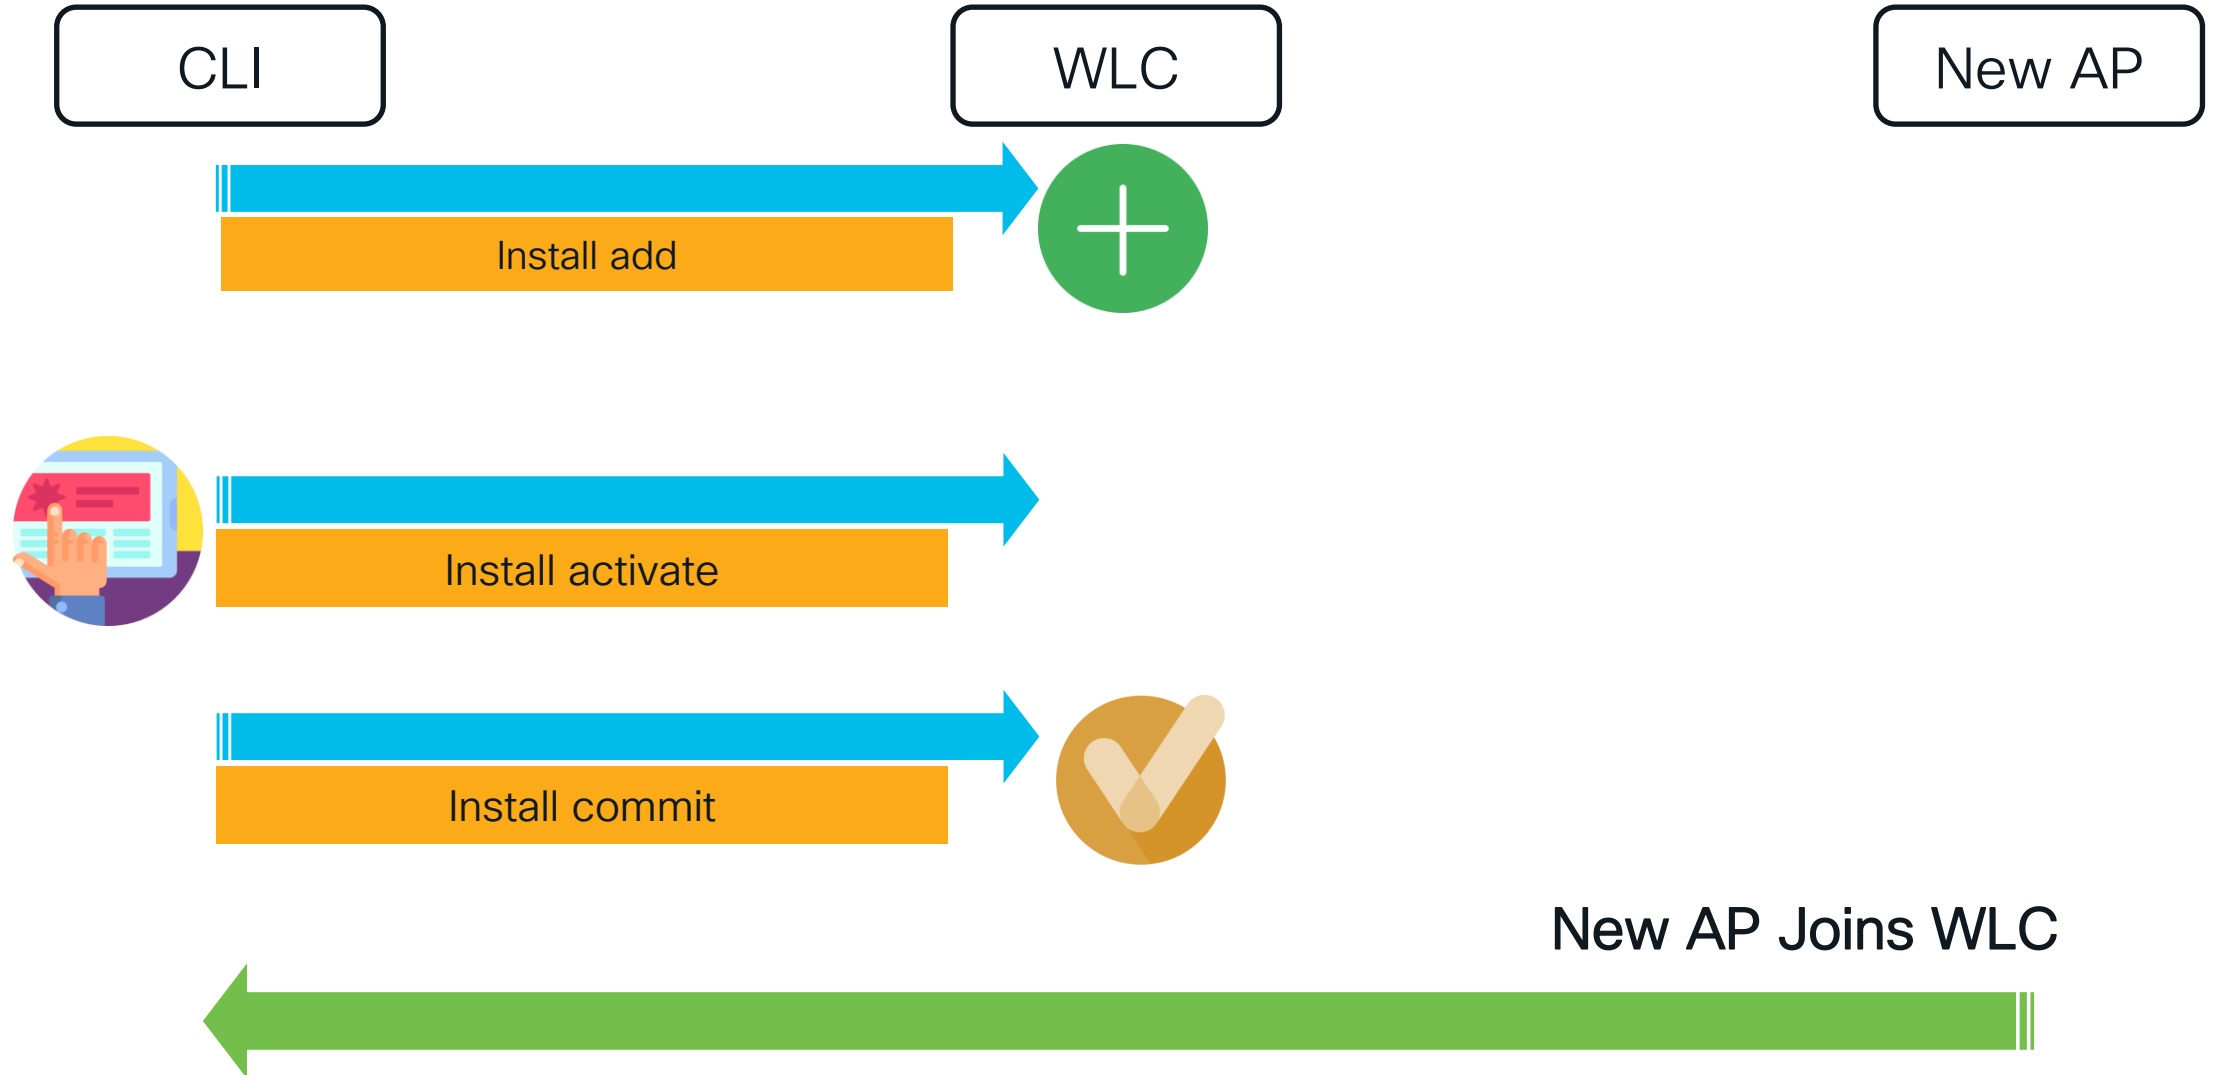 CLI
WLC
New AP
Install add
Install activate
Install commit
New AP Joins WLC